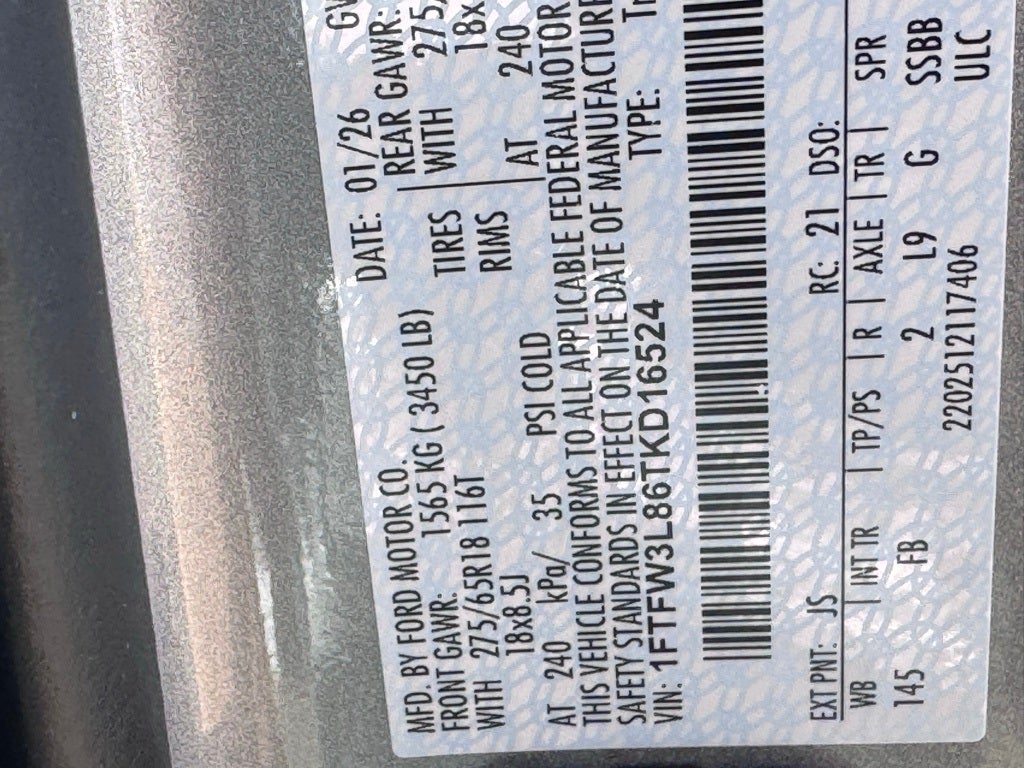 MFD. BY FORD MOTOR CO.
DATE: 01/26
FRONT GAWR: 1565 KG ( 3450 LB)
REAR GAWR:
WITH 275/65R18 116T TIRES WITH
18x8.5J RIMS
AT 240 kPa/ 35 PSI COLD AT 240
THIS VEHICLE CONFORMS TO ALL APPLICABLE FEDERAL MOTOR
SAFETY STANDARDS IN EFFECT ON THE DATE OF MANUFACTURE
VIN: 1FTFW3L86TKD16524 TYPE:
EXT PNT: JS RC: 21 DSO:
WB | INT TR | TP/PS | R | AXLE | TR | SPR
145 FB 2 L9 G SSBB
2202512117406 ULC